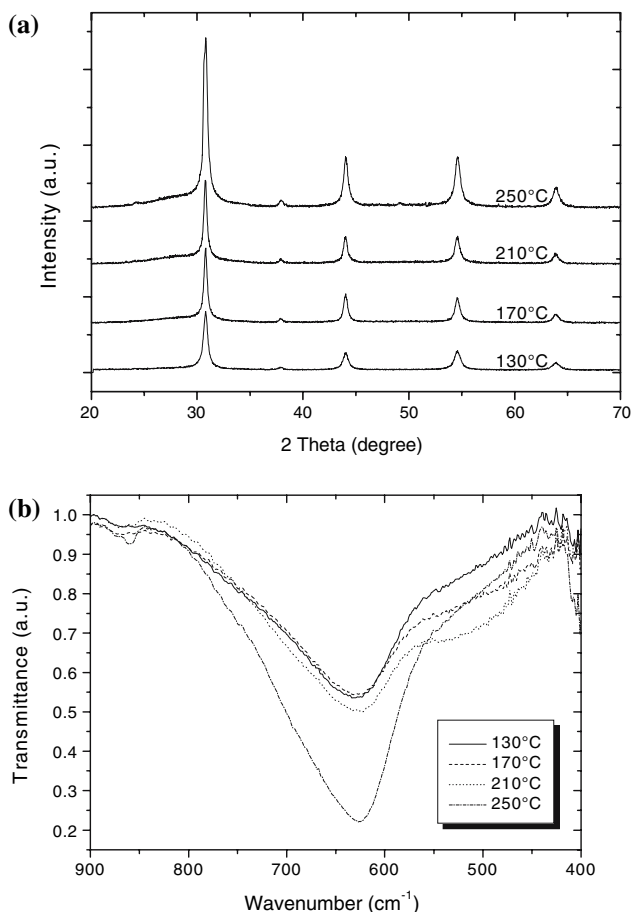 (a)
Intensity (a.u.)
250°C
210°C
170°C
130°C
20 30 40 50 60 70
2 Theta (degree)
(b)
Transmittance (a.u.)
1.0
0.9
0.8
0.7
0.6
0.5
0.4
0.3
0.2
130°C
170°C
210°C
250°C
900 800 700 600 500 400
Wavenumber (cm⁻¹)